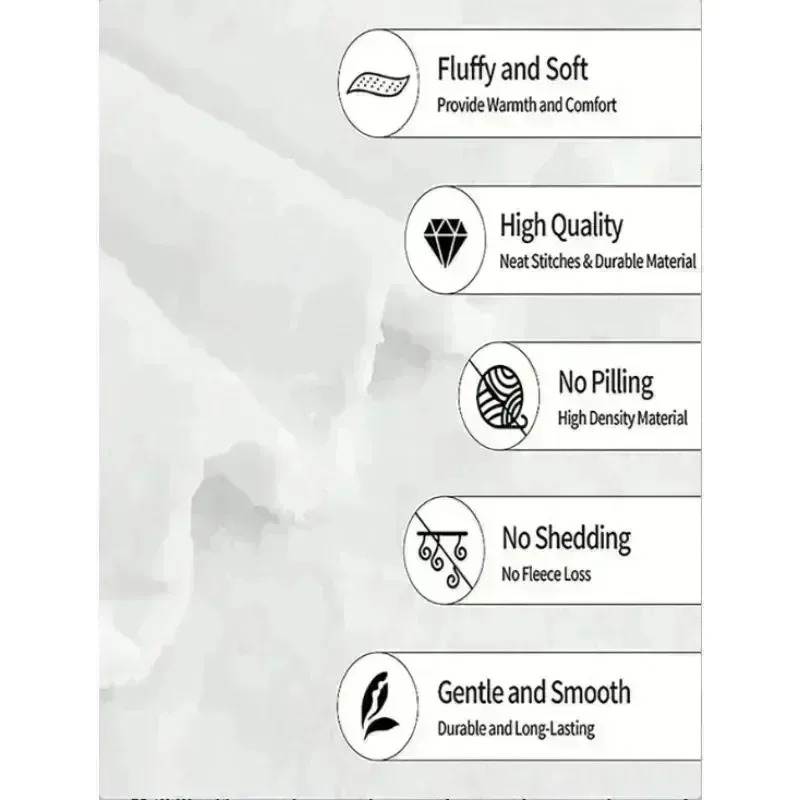 Fluffy and Soft
Provide Warmth and Comfort
High Quality
Neat Stitches & Durable Material
No Pilling
High Density Material
No Shedding
No Fleece Loss
Gentle and Smooth
Durable and Long-Lasting